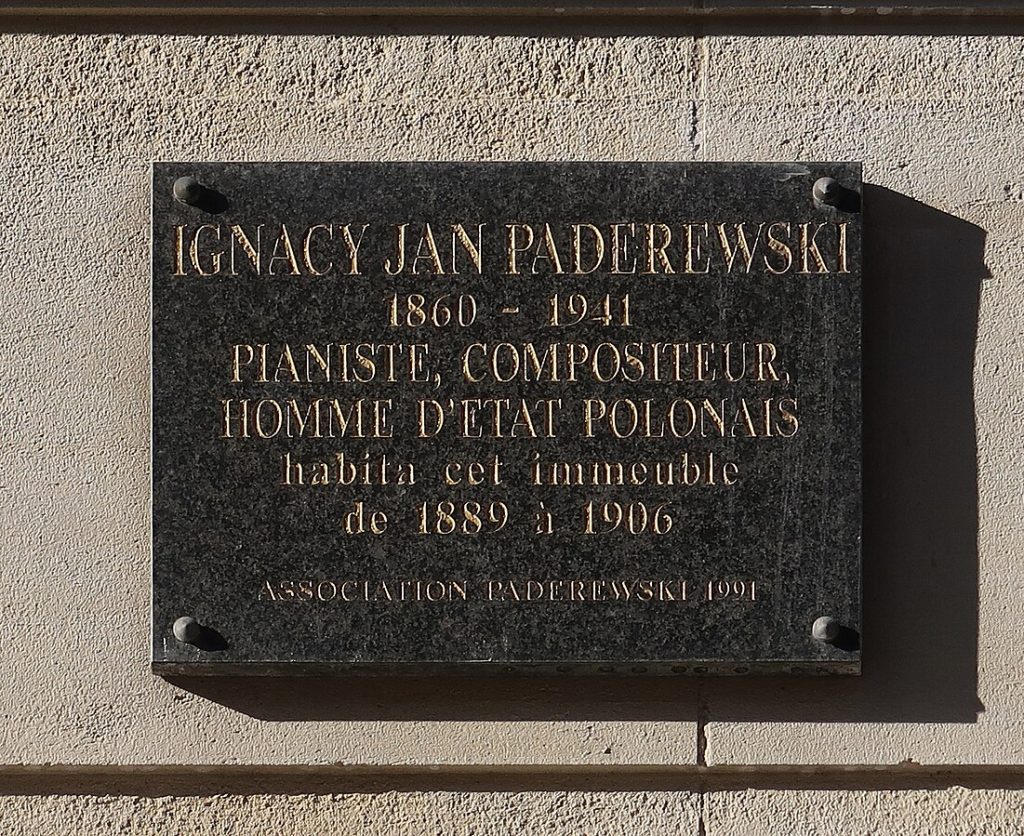 IGNACY JAN PADEREWSKI
1860 - 1941
PIANISTE, COMPOSITEUR,
HOMME D'ETAT POLONAIS
habita cet immeuble
de 1889 à 1906
ASSOCIATION PADEREWSKI 1991